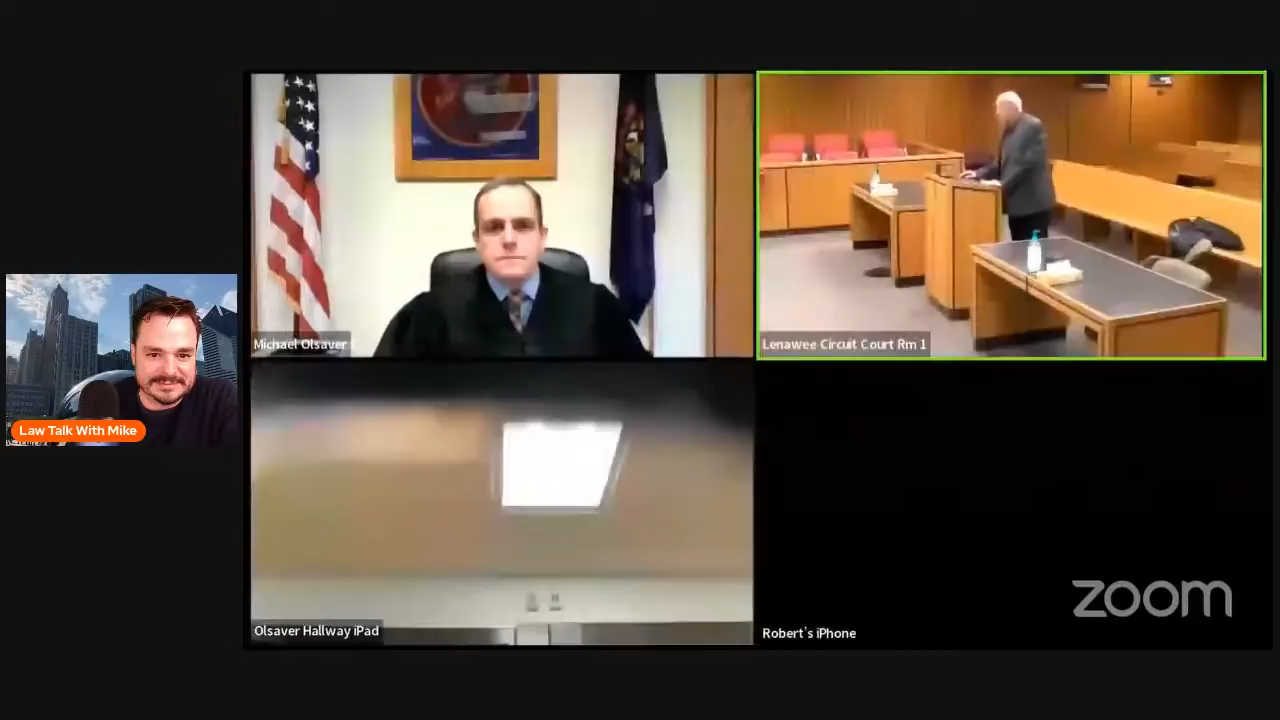 Michael Olsaver
Lenawee Circuit Court Rm 1
Law Talk With Mike
Olsaver Hallway iPad
Robert's iPhone
zoom